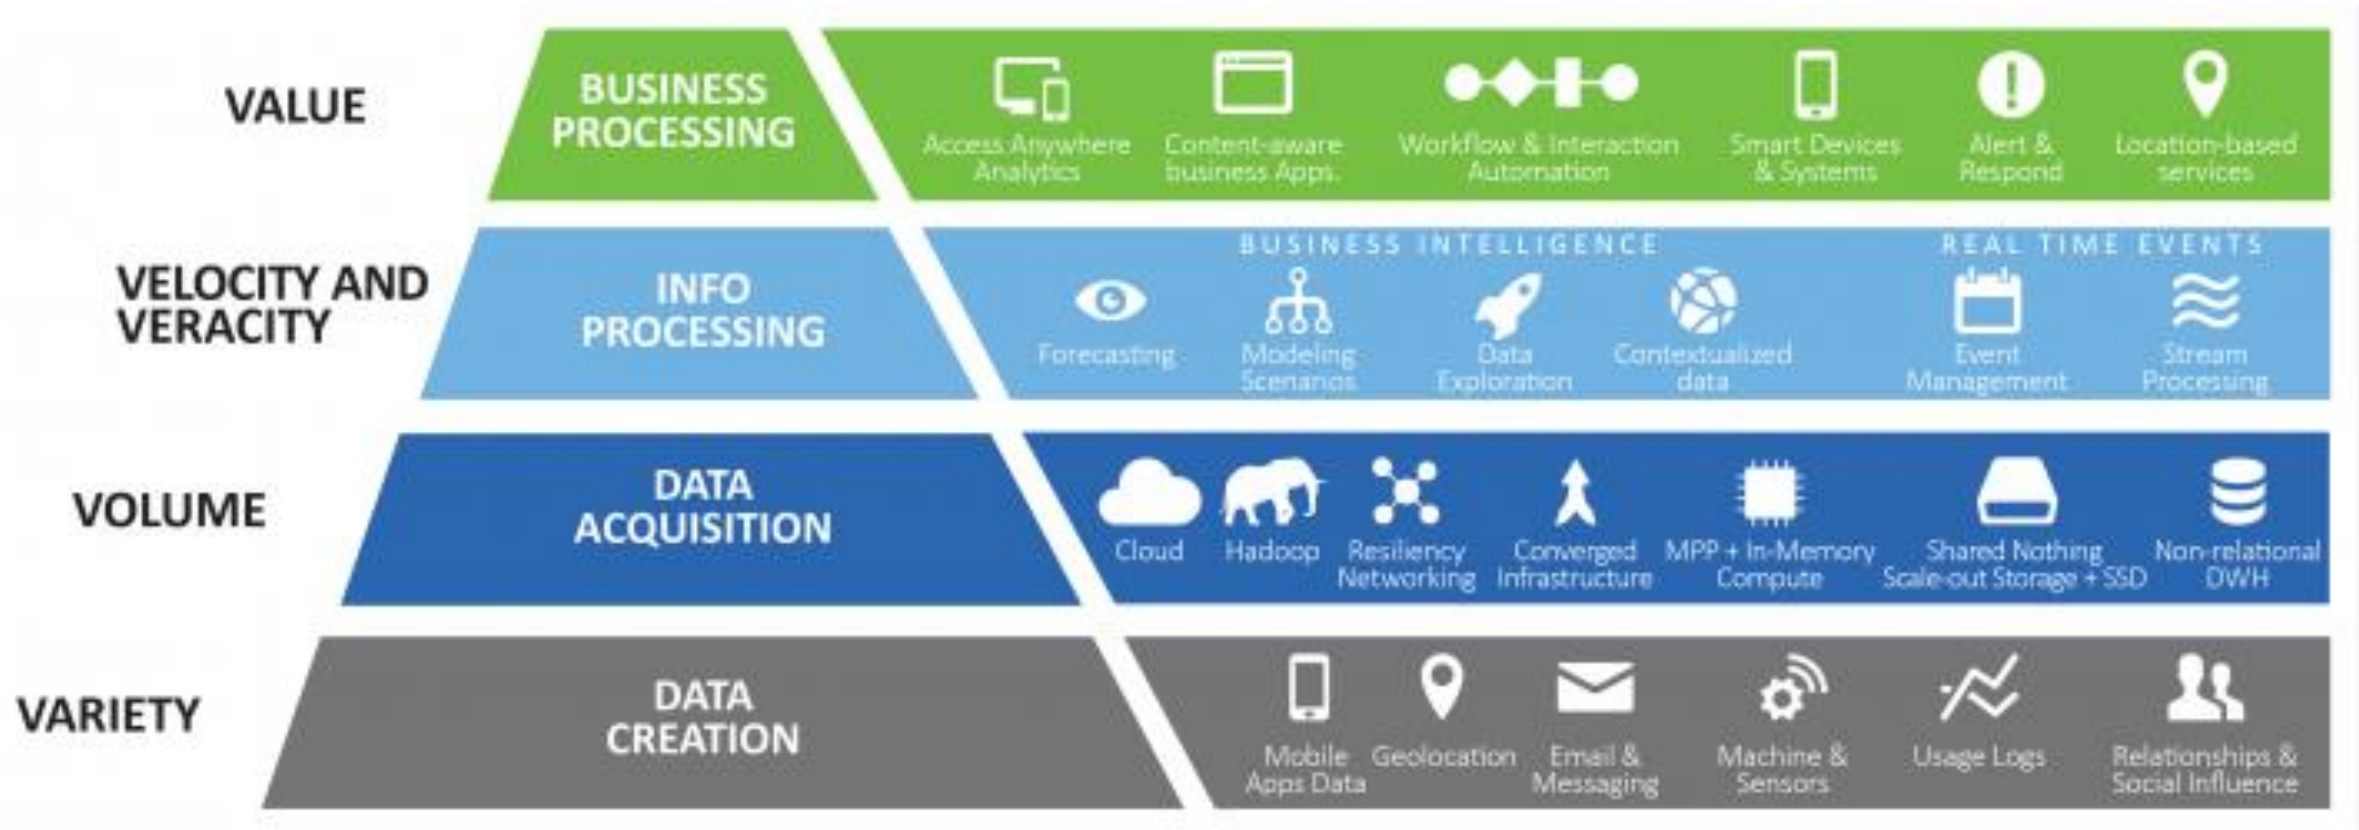 VALUE
BUSINESS
PROCESSING
Access Anywhere
Analytics
Content-aware
business Apps.
Workflow & Interaction
Automation
Smart Devices
& Systems
Alert &
Respond
Location-based
services
VELOCITY AND
VERACITY
INFO
PROCESSING
BUSINESS INTELLIGENCE
Forecasting
Modeling
Scenarios
Data
Exploration
Contextualized
data
REAL TIME EVENTS
Event
Management
Stream
Processing
VOLUME
DATA
ACQUISITION
Cloud
Hadoop
Resiliency
Networking
Converged
Infrastructure
MPP + In-Memory
Compute
Shared Nothing
Scale-out Storage + SSD
Non-relational
DWH
VARIETY
DATA
CREATION
Mobile
Apps Data
Geolocation
Email &
Messaging
Machine &
Sensors
Usage Logs
Relationships &
Social Influence